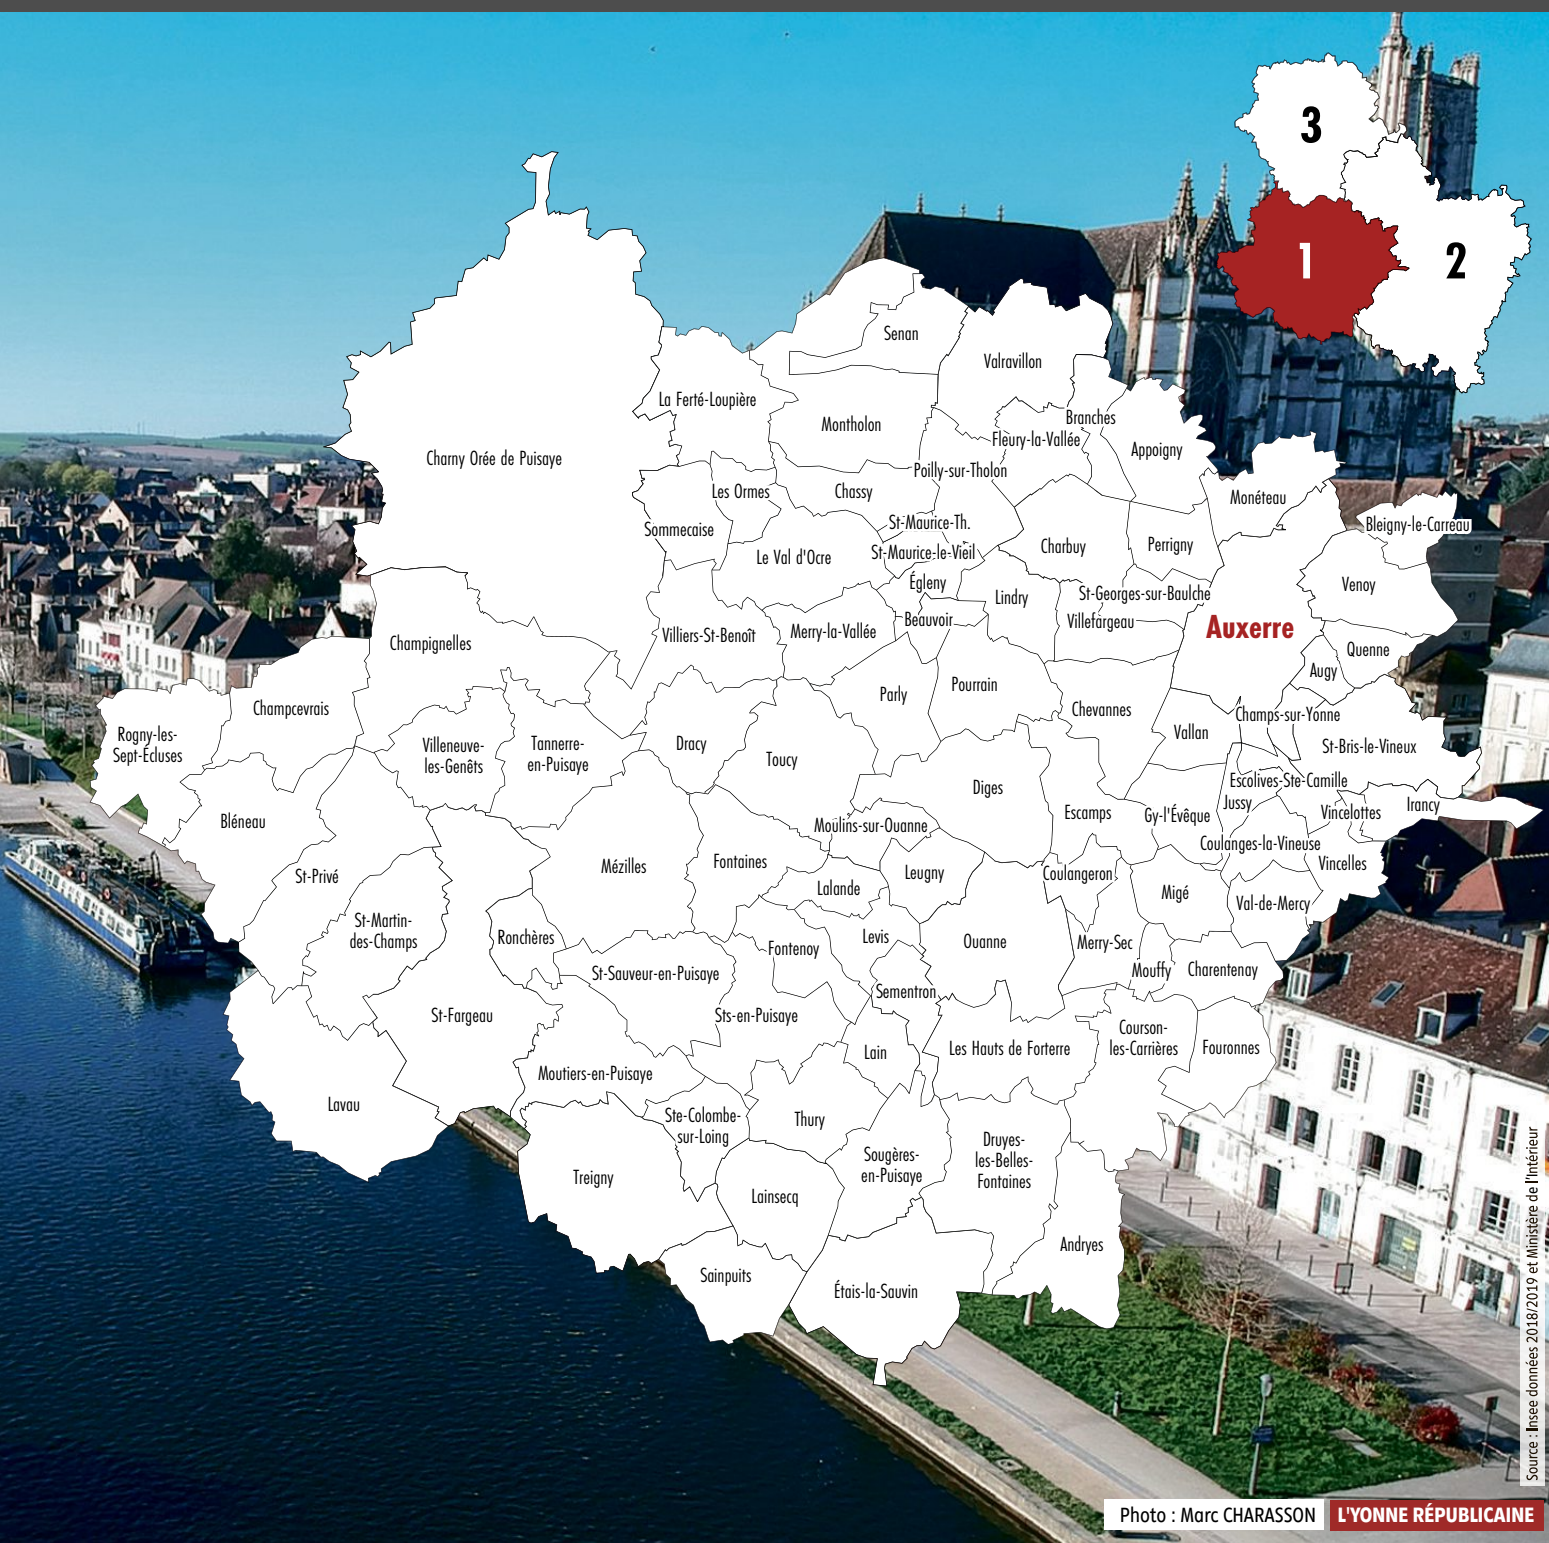 3
1
2
Senan
Valravillon
La Ferté-Loupière
Montholon
Branches
Fleury-la-Vallée
Appoigny
Charny Orée de Puisaye
Poilly-sur-Tholon
Les Ormes
Chassy
Monéteau
St-Maurice-Th.
Bleigny-le-Carreau
Sommecaise
Le Val d'Ocre
St-Maurice-le-Vieil
Charbuy
Perrigny
Égleny
Lindry
St-Georges-sur-Baulche
Venoy
Beauvoir
Villefargeau
Auxerre
Champignelles
Villiers-St-Benoît
Merry-la-Vallée
Quenne
Augy
Parly
Pourrain
Champcevrais
Chevannes
Champs-sur-Yonne
Rogny-les-
Sept-Écluses
Villeneuve-
les-Genêts
Tannerre-
en-Puisaye
Dracy
Toucy
Vallan
St-Bris-le-Vineux
Diges
Escolives-Ste-Camille
Jussy
Irancy
Bléneau
Moulins-sur-Ouanne
Escamps
Gy-l'Évêque
Vincelottes
Coulanges-la-Vineuse
St-Privé
Mézilles
Fontaines
Leugny
Lalande
Coulangeron
Migé
Vincelles
Val-de-Mercy
St-Martin-
des-Champs
Ronchères
Fontenoy
Levis
Ouanne
Merry-Sec
Mouffy
Charentenay
St-Sauveur-en-Puisaye
Sementron
St-Fargeau
Sts-en-Puisaye
Lain
Les Hauts de Forterre
Courson-
les-Carrières
Fouronnes
Moutiers-en-Puisaye
Lavau
Ste-Colombe-
sur-Loing
Thury
Druyes-
les-Belles-
Fontaines
Sougères-
en-Puisaye
Treigny
Lainsecq
Andryes
Sainpuits
Étais-la-Sauvin
Source : Insee données 2018/2019 et Ministère de l'Intérieur
Photo : Marc CHARASSON
L'YONNE RÉPUBLICAINE